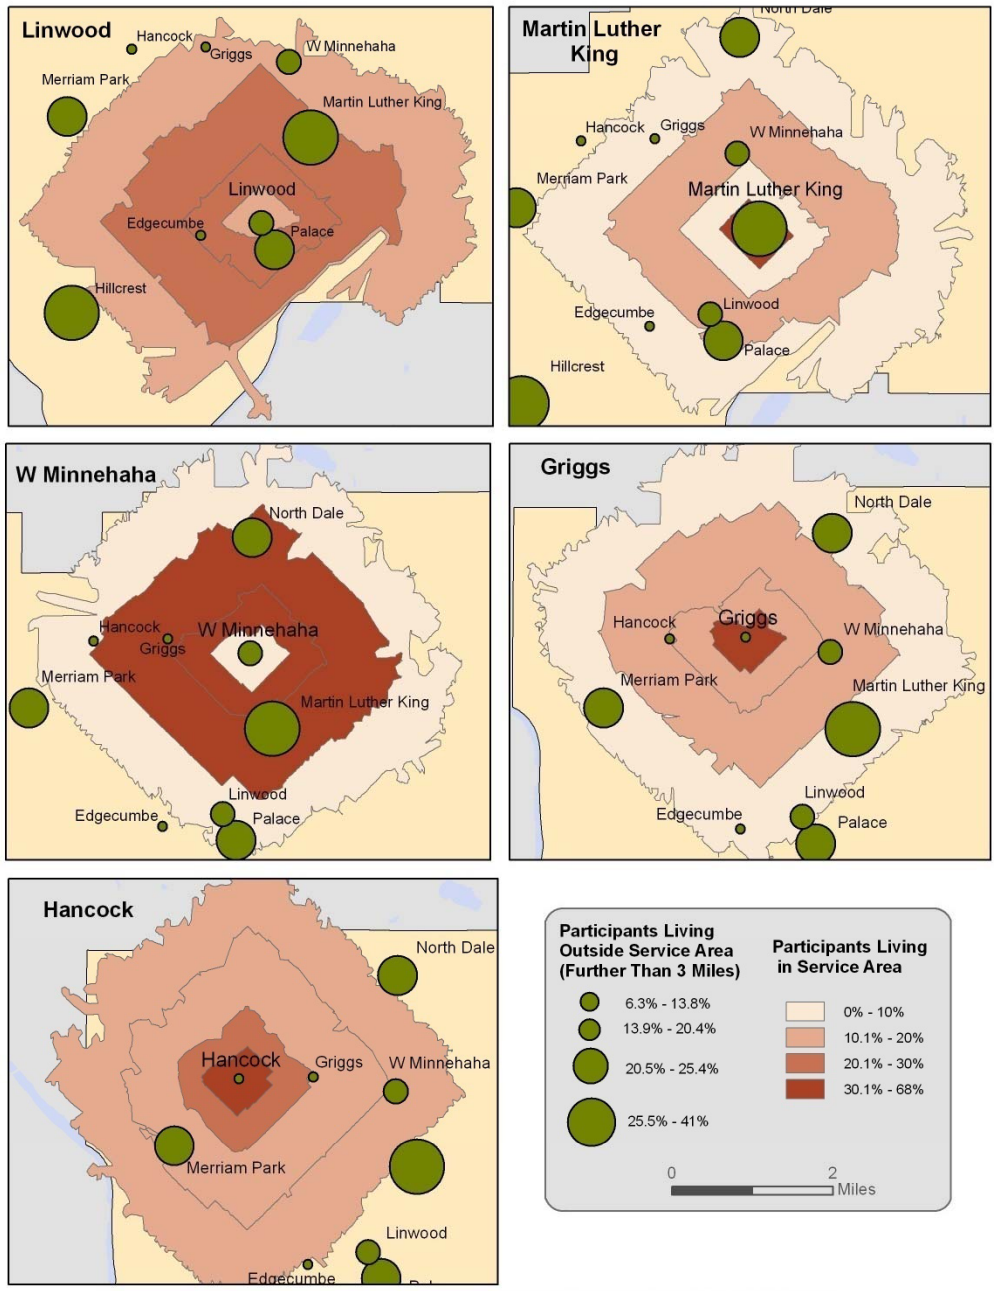 Linwood
Hancock
Griggs
W Minnehaha
Merriam Park
Martin Luther King
Linwood
Edgecumbe
Palace
Hillcrest
Martin Luther
King
North Dale
Hancock
Griggs
W Minnehaha
Merriam Park
Martin Luther King
Edgecumbe
Linwood
Palace
Hillcrest
W Minnehaha
North Dale
Hancock
W Minnehaha
Griggs
Merriam Park
Martin Luther King
Linwood
Edgecumbe
Palace
Griggs
North Dale
Hancock
Griggs
W Minnehaha
Merriam Park
Martin Luther King
Linwood
Edgecumbe
Palace
Hancock
North Dale
Hancock
Griggs
W Minnehaha
Merriam Park
Linwood
Edgecumbe
Participants Living
Outside Service Area
(Further Than 3 Miles)
6.3% - 13.8%
13.9% - 20.4%
20.5% - 25.4%
25.5% - 41%
Participants Living
in Service Area
0% - 10%
10.1% - 20%
20.1% - 30%
30.1% - 68%
0 2
Miles